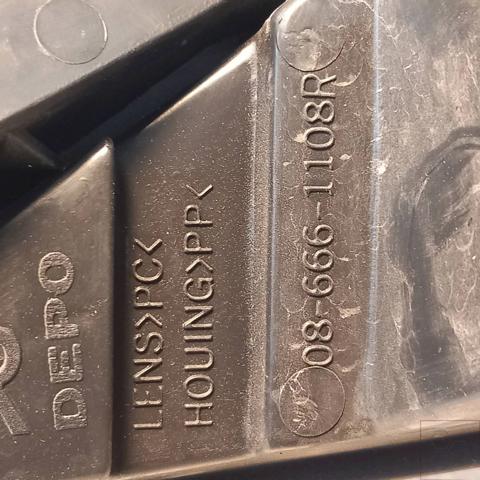 DEPO
LENS>PC<
HOUING>PP<
08-666-1108R